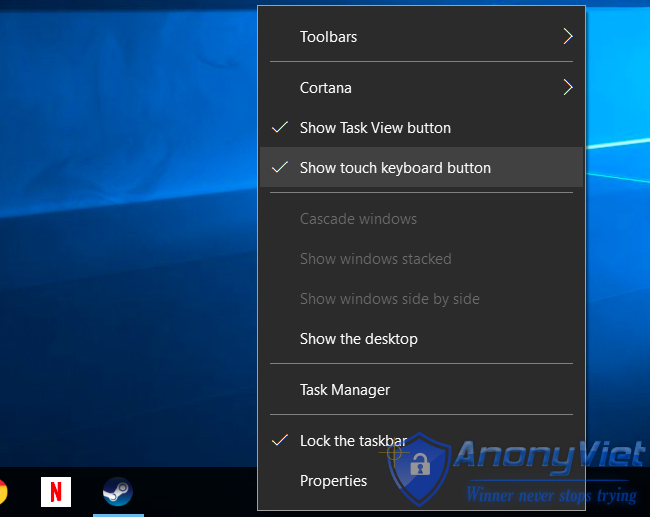 Toolbars
Cortana
Show Task View button
Show touch keyboard button
Cascade windows
Show windows stacked
Show windows side by side
Show the desktop
Task Manager
Lock the taskbar
Properties
N
AnonyViet
Winner never stops trying